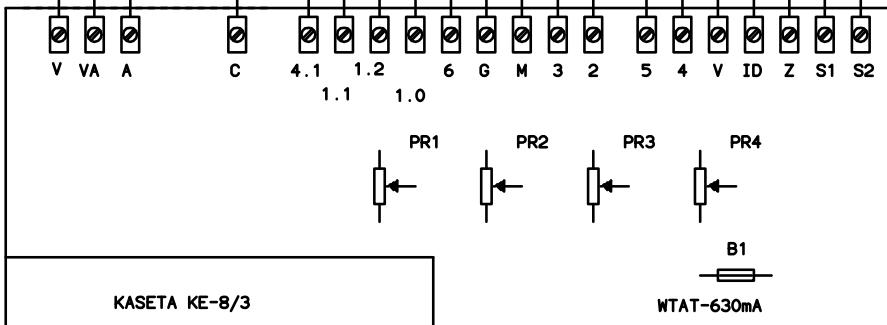 V VA A C 4.1 1.2 6 G M 3 2 5 4 V ID Z S1 S2
1.1 1.0
PR1 PR2 PR3 PR4
B1
KASETA KE-8/3 WTAT-630mA